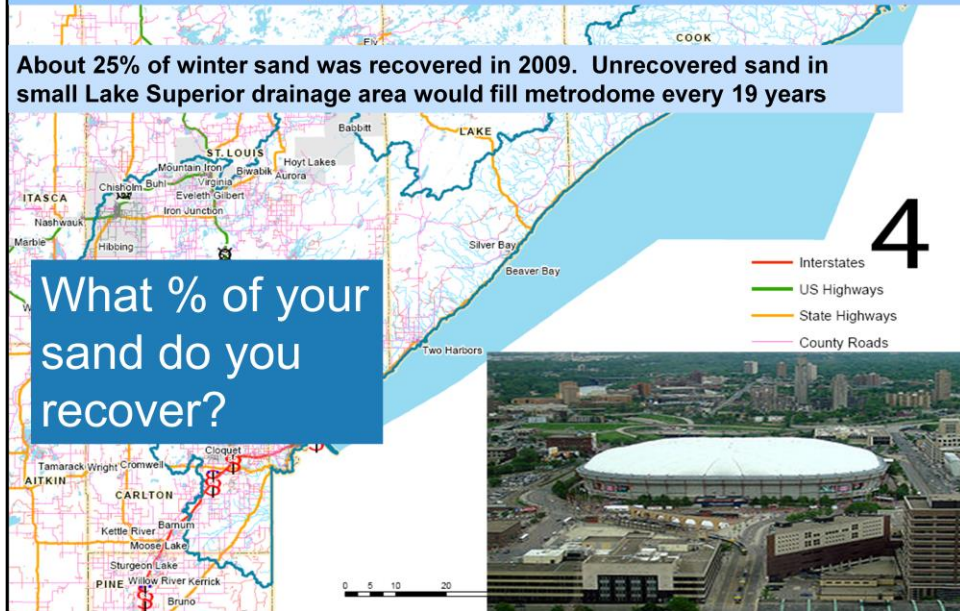 COOK
Ely
About 25% of winter sand was recovered in 2009. Unrecovered sand in
small Lake Superior drainage area would fill metrodome every 19 years
Babbitt
LAKE
ST. LOUIS
Hoyt Lakes
Mountain Iron
Biwabik
Aurora
Chisholm
Buhl
Virginia
Eveleth
Gilbert
ITASCA
Iron Junction
Nashwauk
Marble
Hibbing
4
Silver Bay
Beaver Bay
Interstates
US Highways
State Highways
County Roads
What % of your
sand do you
recover?
Two Harbors
Cloquet
Tamarack
Wright
Cromwell
AITKIN
CARLTON
Kettle River
Barnum
Moose Lake
Sturgeon Lake
PINE
Willow River
Kerrick
Bruno
0 5 10 20